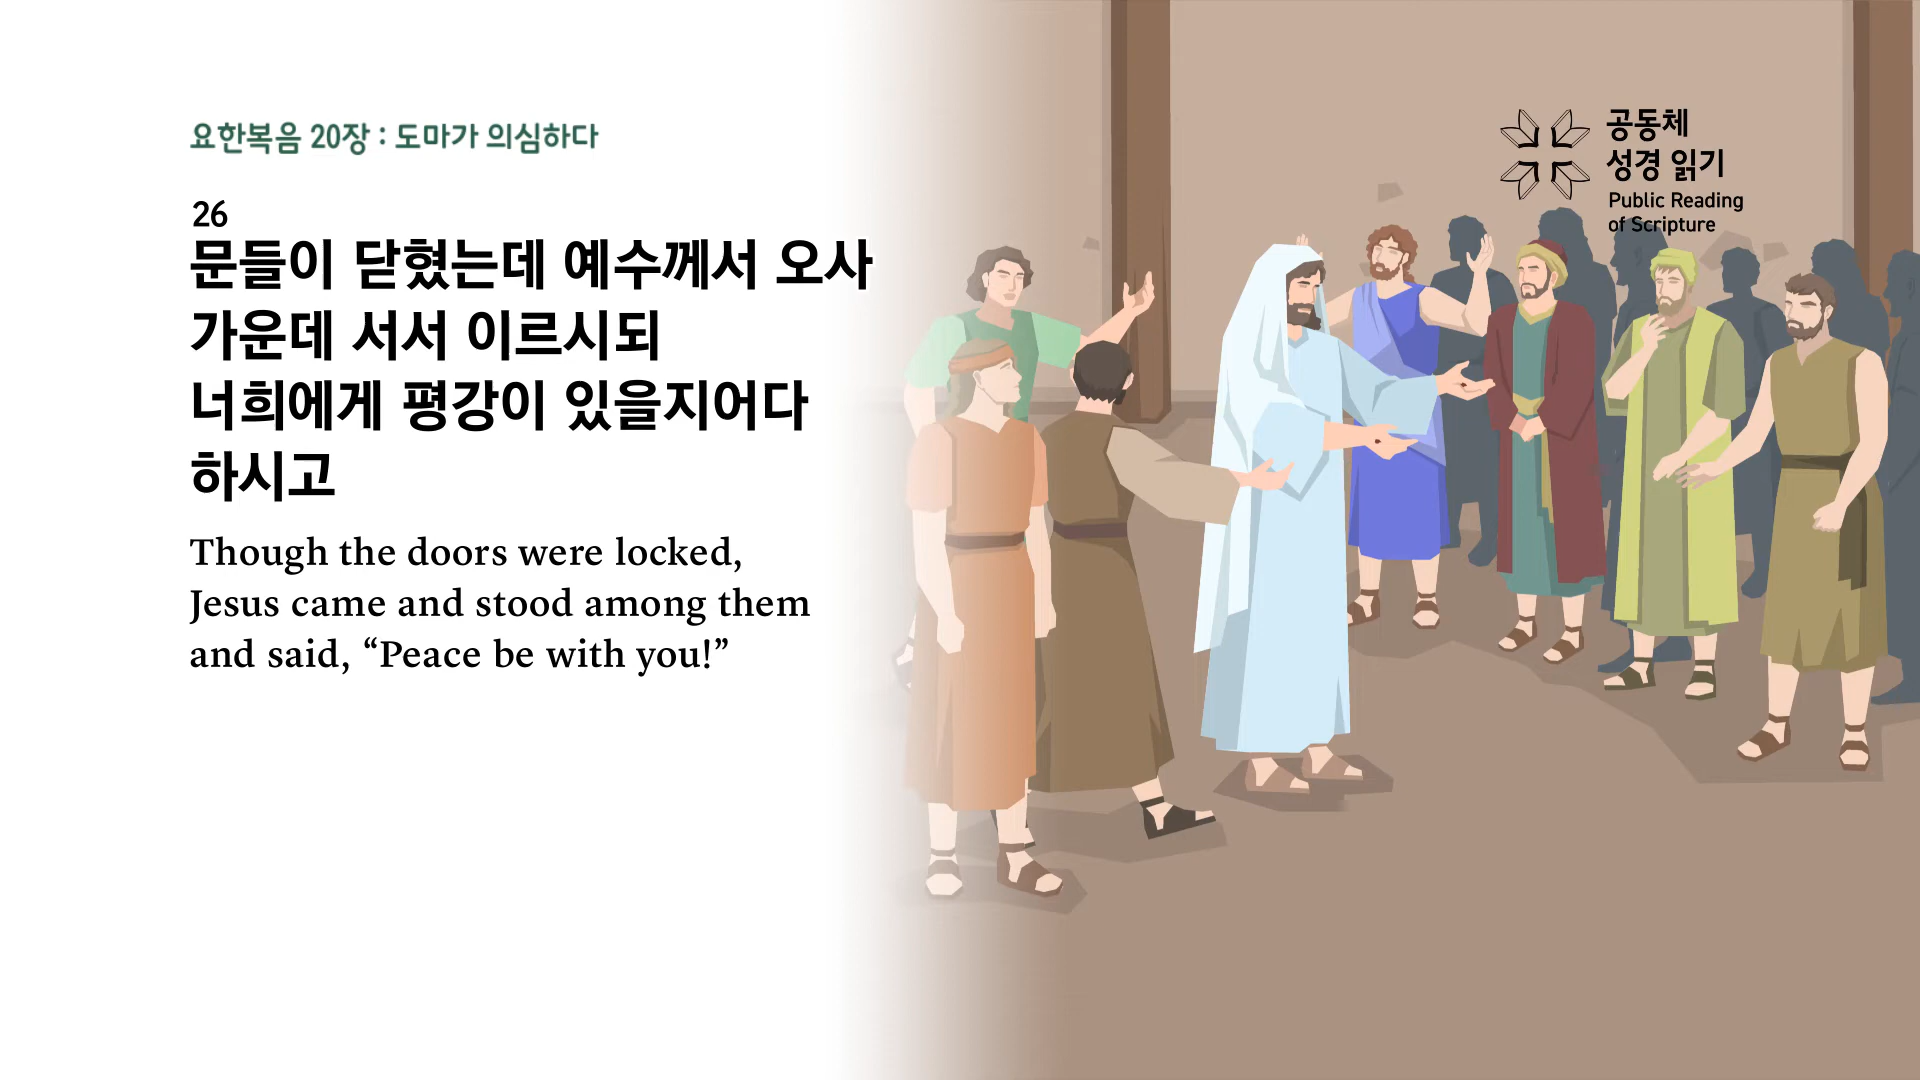 요한복음 20장 : 도마가 의심하다
26
문들이 닫혔는데 예수께서 오사
가운데 서서 이르시되
너희에게 평강이 있을지어다
하시고
Though the doors were locked,
Jesus came and stood among them
and said, “Peace be with you!”
공동체
성경 읽기
Public Reading
of Scripture